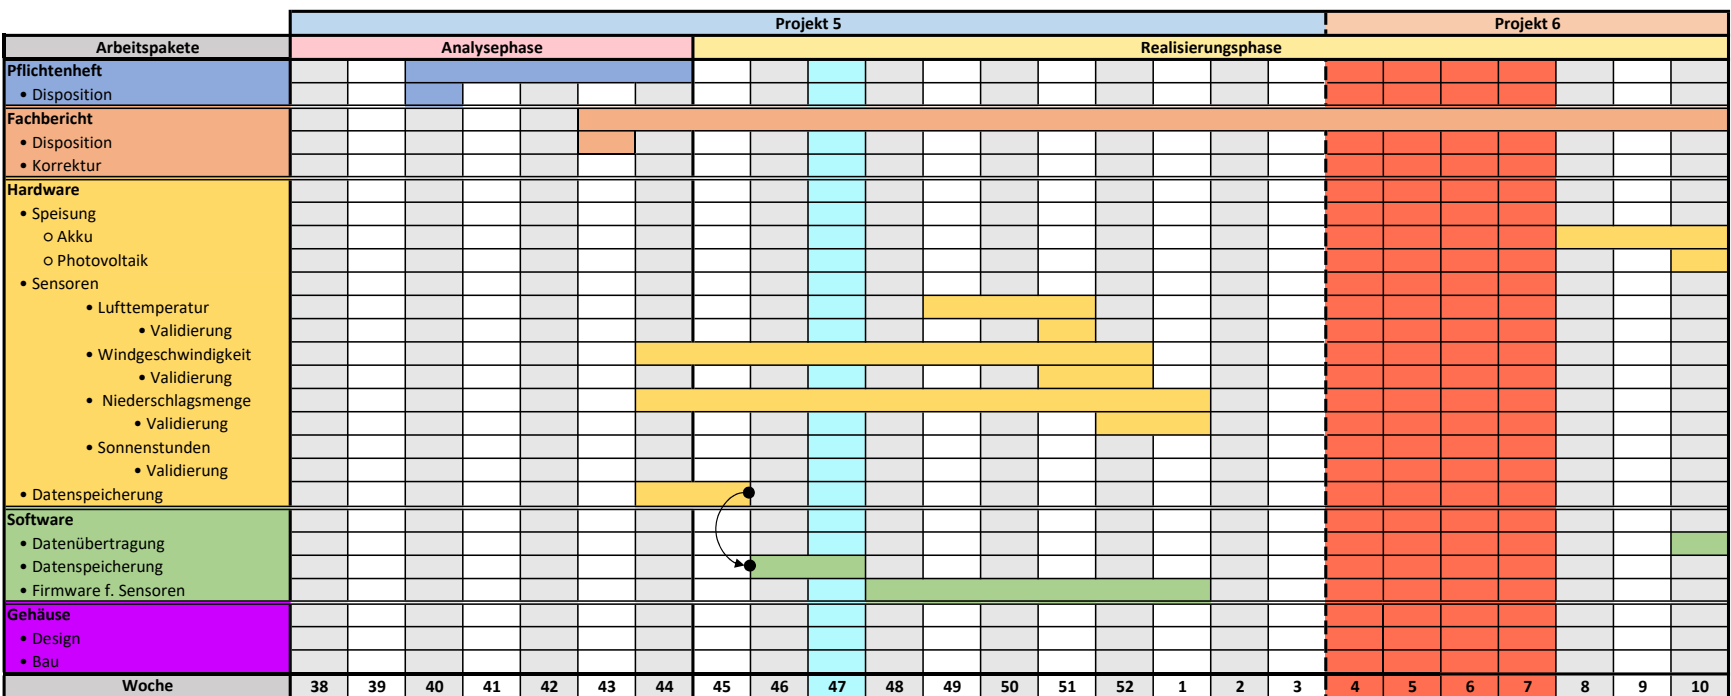 Projekt 5 Projekt 6
Arbeitspakete Analysephase Realisierungsphase
Pflichtenheft
• Disposition
Fachbericht
• Disposition
• Korrektur
Hardware
• Speisung
o Akku
o Photovoltaik
• Sensoren
• Lufttemperatur
• Validierung
• Windgeschwindigkeit
• Validierung
• Niederschlagsmenge
• Validierung
• Sonnenstunden
• Validierung
• Datenspeicherung
Software
• Datenübertragung
• Datenspeicherung
• Firmware f. Sensoren
Gehäuse
• Design
• Bau
Woche 38 39 40 41 42 43 44 45 46 47 48 49 50 51 52 1 2 3 4 5 6 7 8 9 10